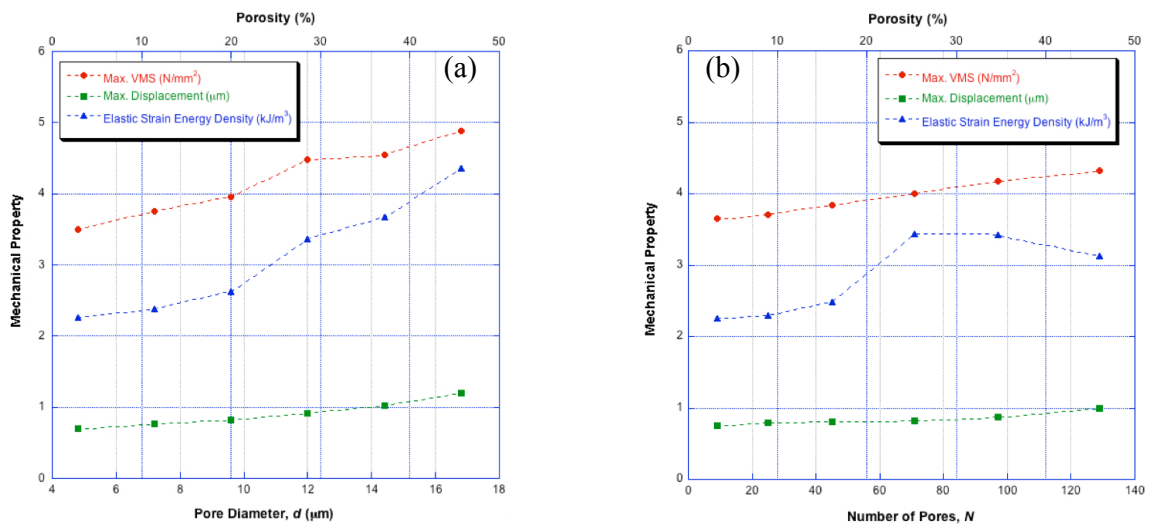 Porosity (%)
0 10 20 30 40 50
6
5
4
3
2
1
0
Mechanical Property
Max. VMS (N/mm²)
Max. Displacement (μm)
Elastic Strain Energy Density (kJ/m³)
(a)
4 6 8 10 12 14 16 18
Pore Diameter, d (μm)
Porosity (%)
0 10 20 30 40 50
6
5
4
3
2
1
0
Mechanical Property
(b)
Max. VMS (N/mm²)
Max. Displacement (μm)
Elastic Strain Energy Density (kJ/m³)
0 20 40 60 80 100 120 140
Number of Pores, N